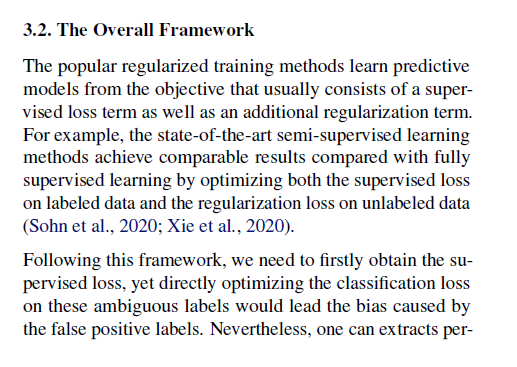 3.2. The Overall Framework
The popular regularized training methods learn predictive
models from the objective that usually consists of a super-
vised loss term as well as an additional regularization term.
For example, the state-of-the-art semi-supervised learning
methods achieve comparable results compared with fully
supervised learning by optimizing both the supervised loss
on labeled data and the regularization loss on unlabeled data
(Sohn et al., 2020; Xie et al., 2020).
Following this framework, we need to firstly obtain the su-
pervised loss, yet directly optimizing the classification loss
on these ambiguous labels would lead the bias caused by
the false positive labels. Nevertheless, one can extracts per-